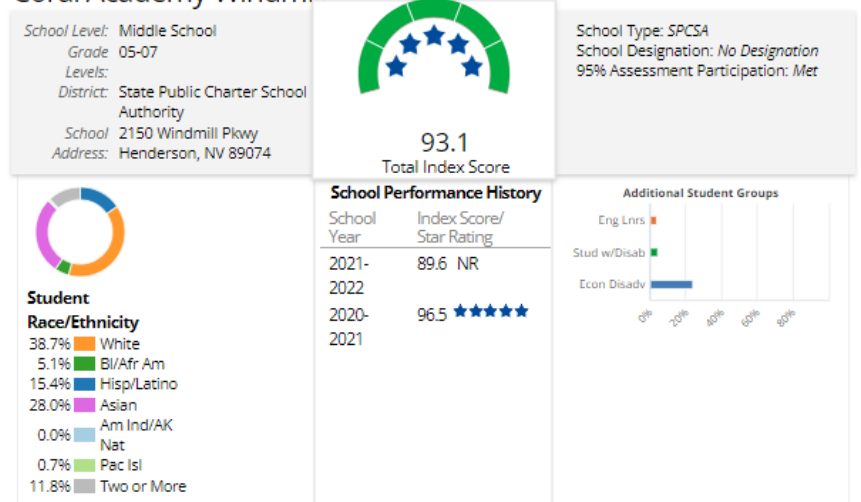 School Level: Middle School
Grade Levels: 05-07
District: State Public Charter School Authority
School Address: 2150 Windmill Pkwy
Henderson, NV 89074
93.1
Total Index Score
School Type: SPCSA
School Designation: No Designation
95% Assessment Participation: Met
Student
Race/Ethnicity
38.7% White
5.1% Bl/Afr Am
15.4% Hisp/Latino
28.0% Asian
0.0% Am Ind/AK Nat
0.7% Pac Isl
11.8% Two or More
School Performance History
School Year
Index Score/ Star Rating
2021-2022 89.6 NR
2020-2021 96.5 ★★★★★
Additional Student Groups
Eng Lnrs
Stud w/Disab
Econ Disadv
0% 20% 40% 60% 80%